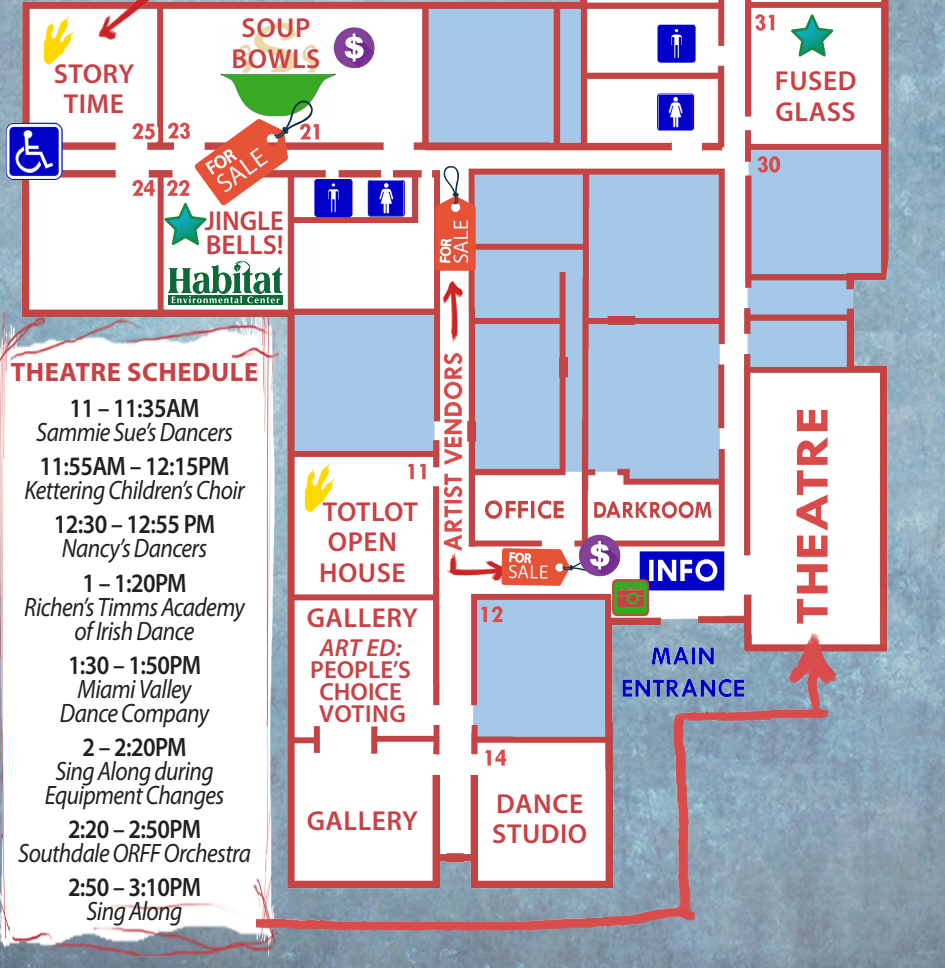 SOUP
BOWLS
$
STORY
TIME
25
23
21
FOR
SALE
24
22
JINGLE
BELLS!
Habitat
Environmental Center
31
FUSED
GLASS
30
FOR
SALE
ARTIST VENDORS
THEATRE SCHEDULE
11 – 11:35AM
Sammie Sue's Dancers
11:55AM – 12:15PM
Kettering Children's Choir
12:30 – 12:55 PM
Nancy's Dancers
1 – 1:20PM
Richen's Timms Academy
of Irish Dance
1:30 – 1:50PM
Miami Valley
Dance Company
2 – 2:20PM
Sing Along during
Equipment Changes
2:20 – 2:50PM
Southdale ORFF Orchestra
2:50 – 3:10PM
Sing Along
11
TOTLOT
OPEN
HOUSE
OFFICE
DARKROOM
FOR
SALE
$
INFO
THEATRE
GALLERY
ART ED:
PEOPLE'S
CHOICE
VOTING
12
MAIN
ENTRANCE
GALLERY
14
DANCE
STUDIO